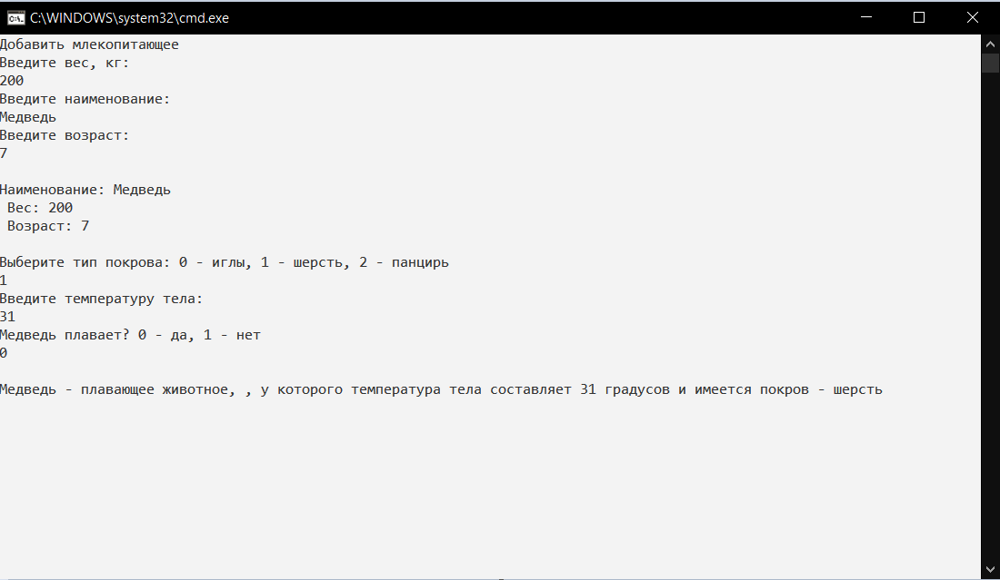 C:\WINDOWS\system32\cmd.exe
Добавить млекопитающее
Введите вес, кг:
200
Введите наименование:
Медведь
Введите возраст:
7
Наименование: Медведь
Вес: 200
Возраст: 7
Выберите тип покрова: 0 - иглы, 1 - шерсть, 2 - панцирь
1
Введите температуру тела:
31
Медведь плавает? 0 - да, 1 - нет
0
Медведь - плавающее животное, , у которого температура тела составляет 31 градусов и имеется покров - шерсть